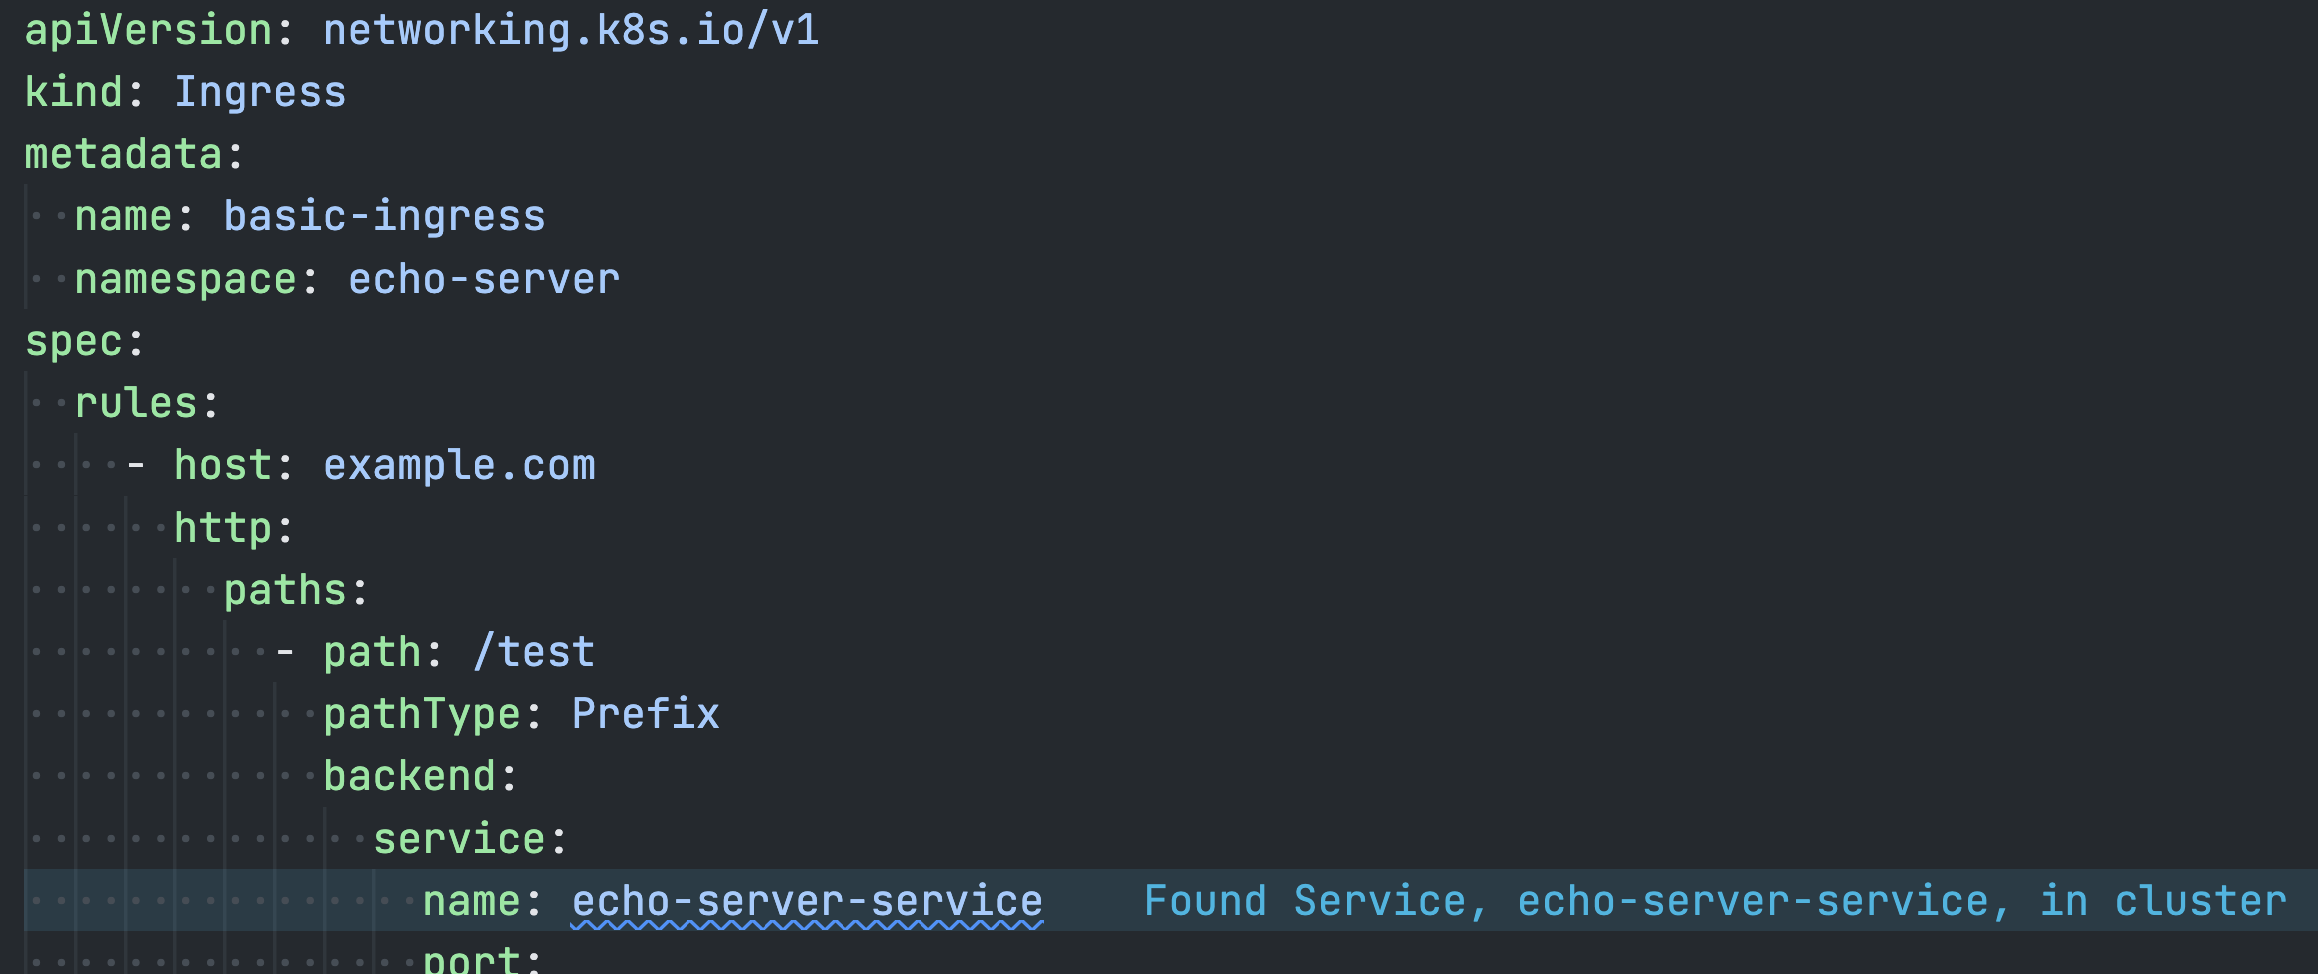 apiVersion: networking.k8s.io/v1
kind: Ingress
metadata:
  name: basic-ingress
  namespace: echo-server
spec:
  rules:
    - host: example.com
      http:
        paths:
          - path: /test
            pathType: Prefix
            backend:
              service:
                name: echo-server-service    Found Service, echo-server-service, in cluster
                port: